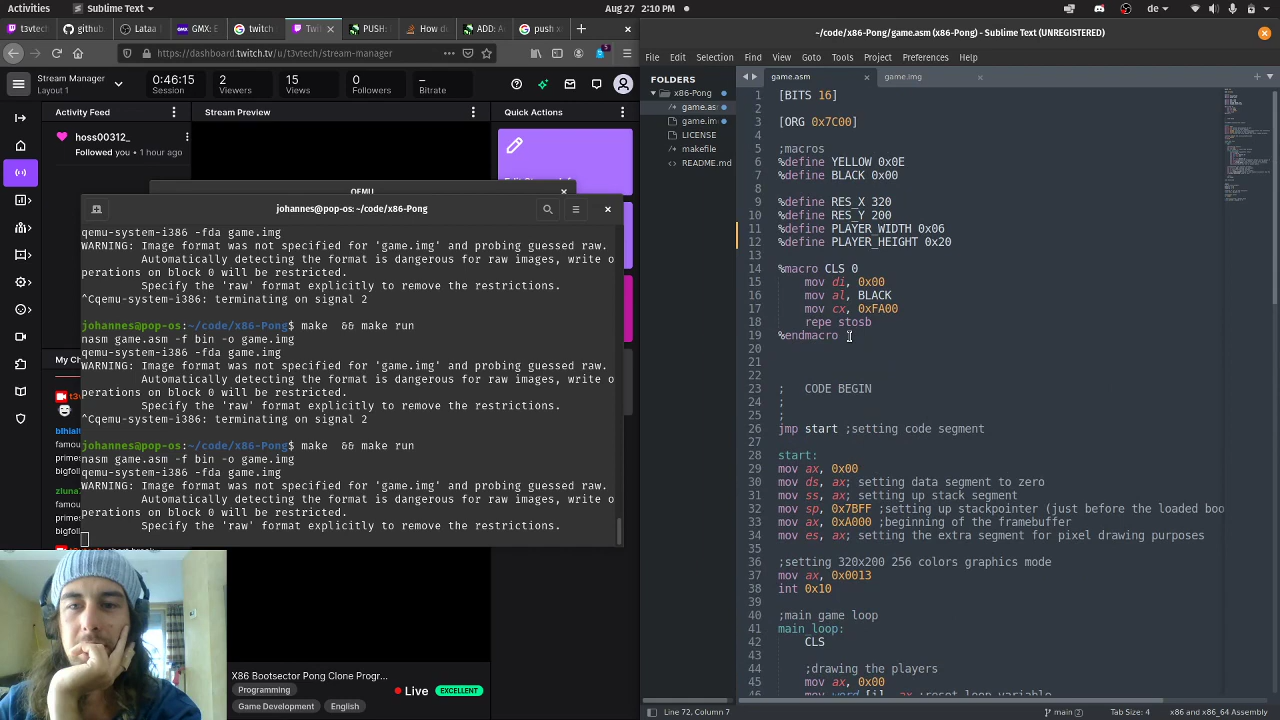 Activities
Sublime Text
Aug 27 2:10 PM
de
t3vtech
github.
Lataa
GMX: E
twitch
Twi
PUSH:
How de
ADD: A
push x
https://dashboard.twitch.tv/u/t3vtech/stream-manager
Stream Manager
Layout 1
0:46:15
Session
2
Viewers
15
Views
0
Followers
–
Bitrate
Activity Feed
Stream Preview
Quick Actions
hoss00312_
Followed you • 1 hour ago
QEMU
johannes@pop-os: ~/code/x86-Pong
qemu-system-i386 -fda game.img
WARNING: Image format was not specified for 'game.img' and probing guessed raw.
Automatically detecting the format is dangerous for raw images, write o
perations on block 0 will be restricted.
Specify the 'raw' format explicitly to remove the restrictions.
^Cqemu-system-i386: terminating on signal 2
johannes@pop-os:~/code/x86-Pong$ make  && make run
nasm game.asm -f bin -o game.img
qemu-system-i386 -fda game.img
WARNING: Image format was not specified for 'game.img' and probing guessed raw.
Automatically detecting the format is dangerous for raw images, write o
perations on block 0 will be restricted.
Specify the 'raw' format explicitly to remove the restrictions.
^Cqemu-system-i386: terminating on signal 2
johannes@pop-os:~/code/x86-Pong$ make  && make run
nasm game.asm -f bin -o game.img
qemu-system-i386 -fda game.img
WARNING: Image format was not specified for 'game.img' and probing guessed raw.
Automatically detecting the format is dangerous for raw images, write o
perations on block 0 will be restricted.
Specify the 'raw' format explicitly to remove the restrictions.
My Ch
famou
prime
bigfoll
zluna
famou
primes
bigfol
X86 Bootsector Pong Clone Progr...
Programming
Game Development
English
Live
EXCELLENT
~/code/x86-Pong/game.asm (x86-Pong) - Sublime Text (UNREGISTERED)
File Edit Selection Find View Goto Tools Project Preferences Help
FOLDERS
x86-Pong
game.as
game.im
LICENSE
makefile
README.md
game.asm
game.img
1 [BITS 16]
2
3 [ORG 0x7C00]
4
5 ;macros
6 %define YELLOW 0x0E
7 %define BLACK 0x00
8
9 %define RES_X 320
10 %define RES_Y 200
11 %define PLAYER_WIDTH 0x06
12 %define PLAYER_HEIGHT 0x20
13
14 %macro CLS 0
15 mov di, 0x00
16 mov al, BLACK
17 mov cx, 0xFA00
18 repe stosb
19 %endmacro
20
21
22
23 ;   CODE BEGIN
24 ;
25 ;
26 jmp start ;setting code segment
27
28 start:
29 mov ax, 0x00
30 mov ds, ax; setting data segment to zero
31 mov ss, ax; setting up stack segment
32 mov sp, 0x7BFF ;setting up stackpointer (just before the loaded boo
33 mov ax, 0xA000 ;beginning of the framebuffer
34 mov es, ax; setting the extra segment for pixel drawing purposes
35
36 ;setting 320x200 256 colors graphics mode
37 mov ax, 0x0013
38 int 0x10
39
40 ;main game loop
41 main_loop:
42 CLS
43
44 ;drawing the players
45 mov ax, 0x00
46 mov word [i], ax ;reset loop variable
Line 72, Column 7
main 2
Tab Size: 4
x86 and x86_64 Assembly